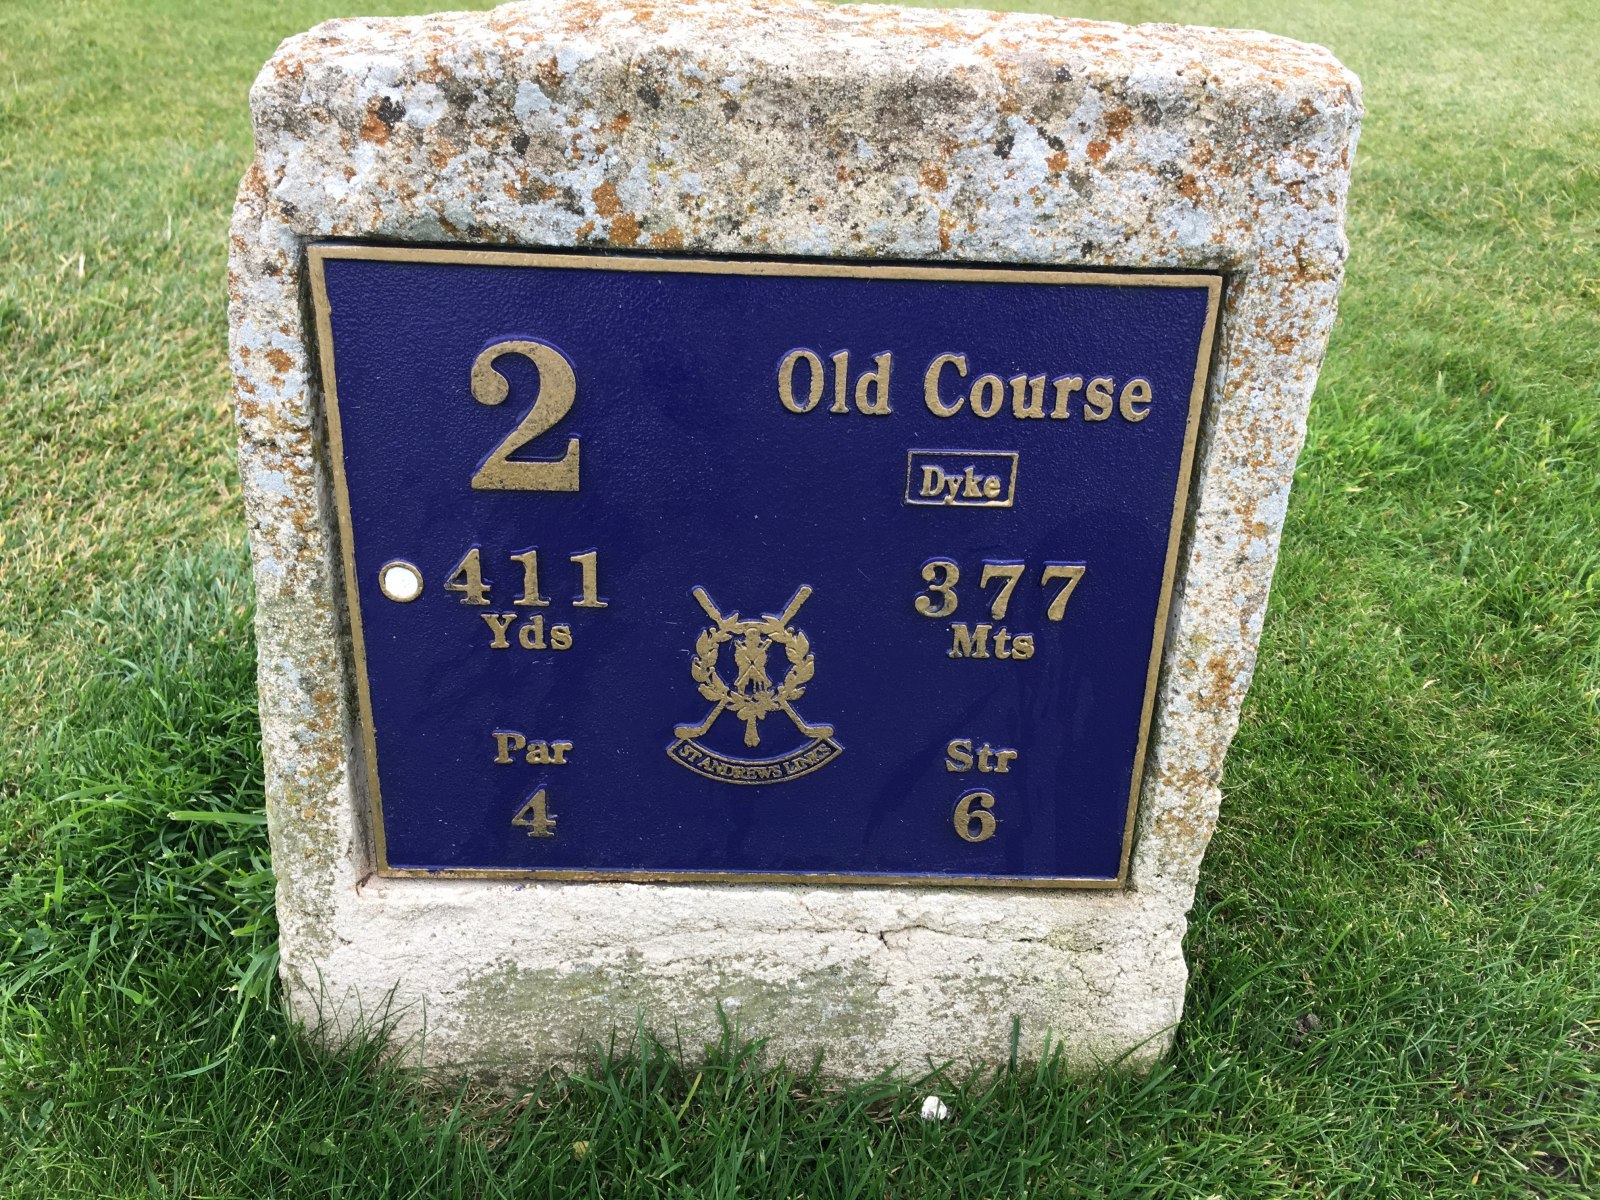 2
Old Course
Dyke
411
Yds
377
Mts
ST ANDREWS LINKS
Par
4
Str
6